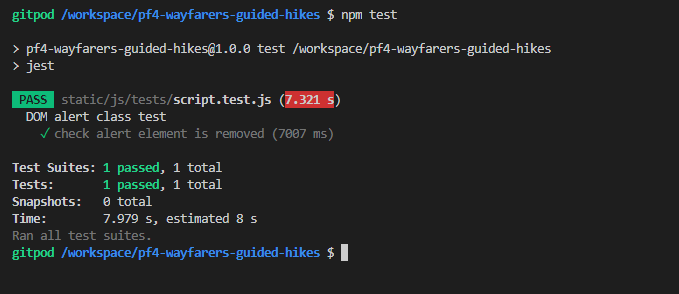 gitpod /workspace/pf4-wayfarers-guided-hikes $ npm test
> pf4-wayfarers-guided-hikes@1.0.0 test /workspace/pf4-wayfarers-guided-hikes
> jest
PASS static/js/tests/script.test.js (7.321 s)
DOM alert class test
✓ check alert element is removed (7007 ms)
Test Suites: 1 passed, 1 total
Tests: 1 passed, 1 total
Snapshots: 0 total
Time: 7.979 s, estimated 8 s
Ran all test suites.
gitpod /workspace/pf4-wayfarers-guided-hikes $